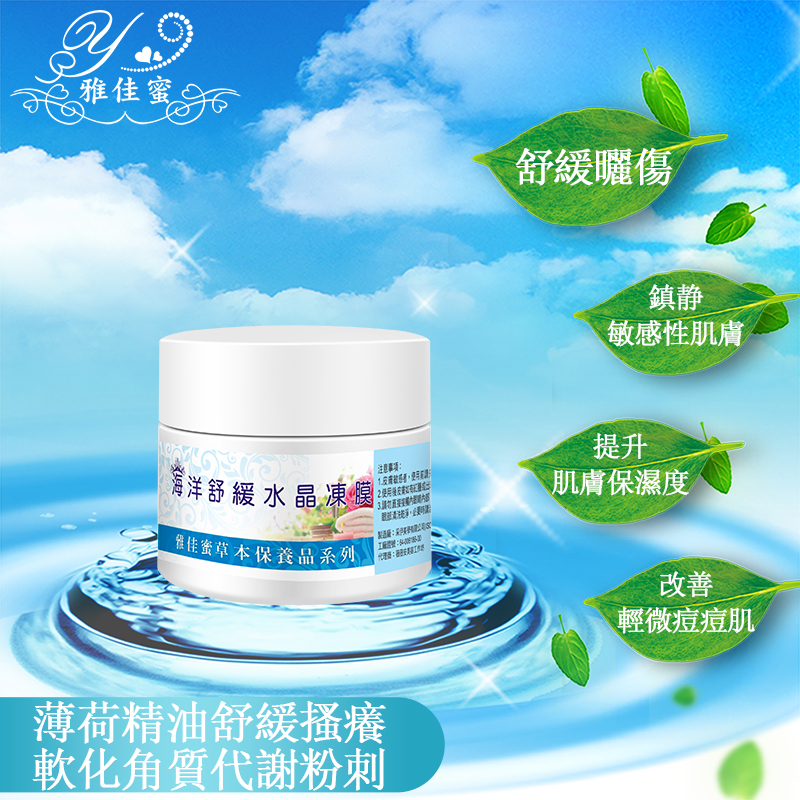 雅佳蜜
舒緩曬傷
鎮静
敏感性肌膚
提升
肌膚保濕度
改善
輕微痘痘肌
海洋舒緩水晶凍膜
雅佳蜜草本保養品系列
注意事項：
薄荷精油舒緩搔癢
軟化角質代謝粉刺